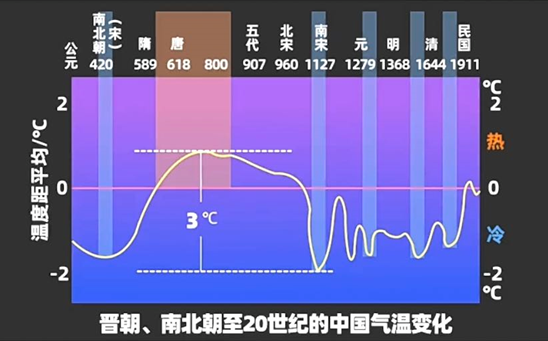 公元
南北朝
(宋)
隋
唐
五代
北宋
南宋
元
明
清
民国
420 589 618 800 907 960 1127 1279 1368 1644 1911
温度距平均/℃
2
0
-2
3℃
℃
2
热
0
冷
-2
℃
晋朝、南北朝至20世纪的中国气温变化